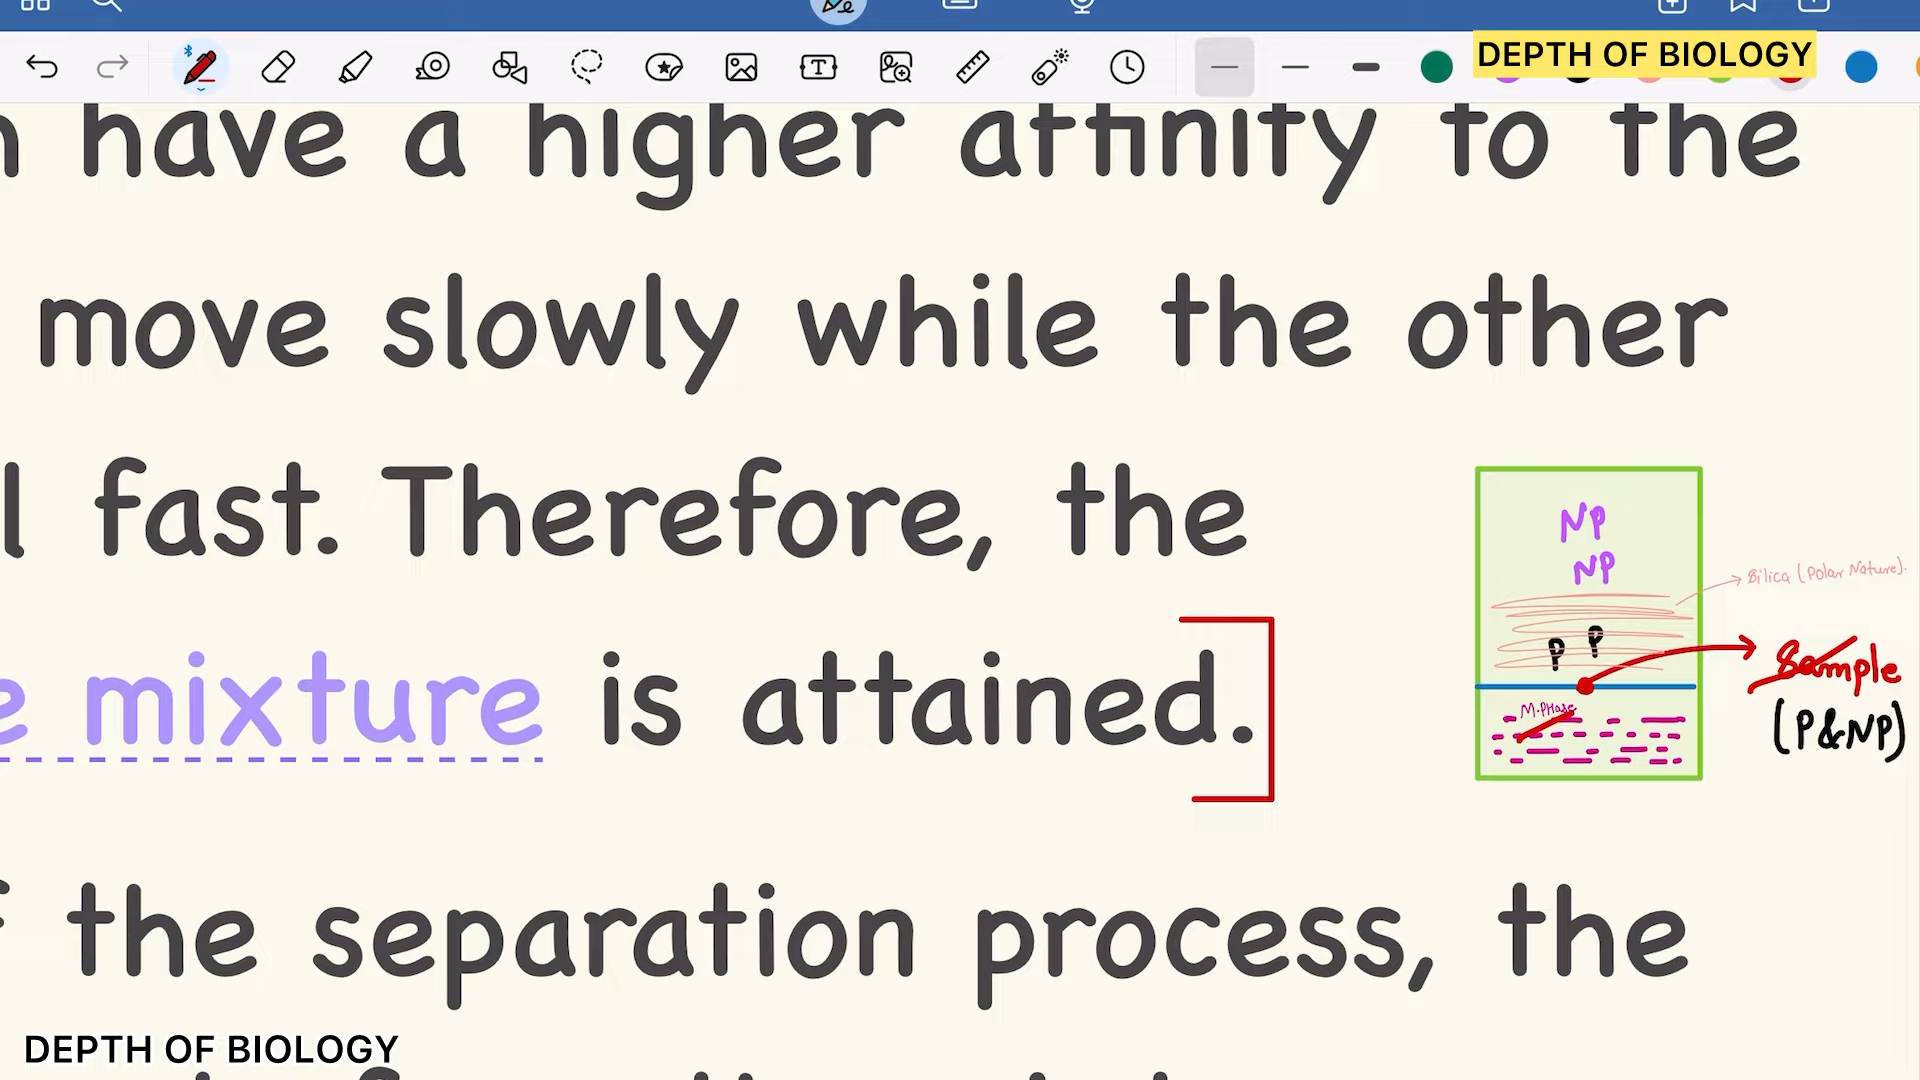 DEPTH OF BIOLOGY
have a higher affinity to the
move slowly while the other
fast. Therefore, the
mixture is attained.
the separation process, the
NP
NP
Silica (Polar Nature).
P P
Sample
(P&NP)
M.PHase
DEPTH OF BIOLOGY